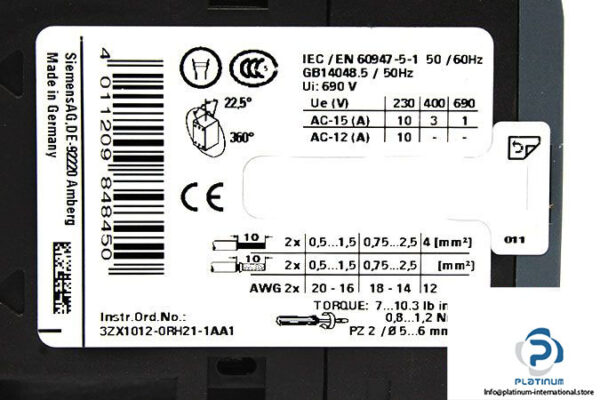 IEC / EN 60947-5-1 50 / 60Hz
GB14048.5 / 50Hz
Ui: 690 V
Ue (V) 230 400 690
AC-15 (A) 10 3 1
AC-12 (A) 10 - -
CCC
22,5°
360°
SiemensAG,DE-92220 Amberg
Made in Germany
4 011209 848450
CE
011
10 2x 0,5...1,5 0,75...2,5 4 [mm²]
10 2x 0,5...1,5 0,75...2,5 [mm²]
AWG 2x 20 - 16 18 - 14 12
TORQUE: 7...10.3 lb in
0,8...1,2 N
PZ 2 / Ø 5...6 mm
Instr.Ord.No.:
3ZX1012-0RH21-1AA1
PLATINUM
info@platinum-international.store